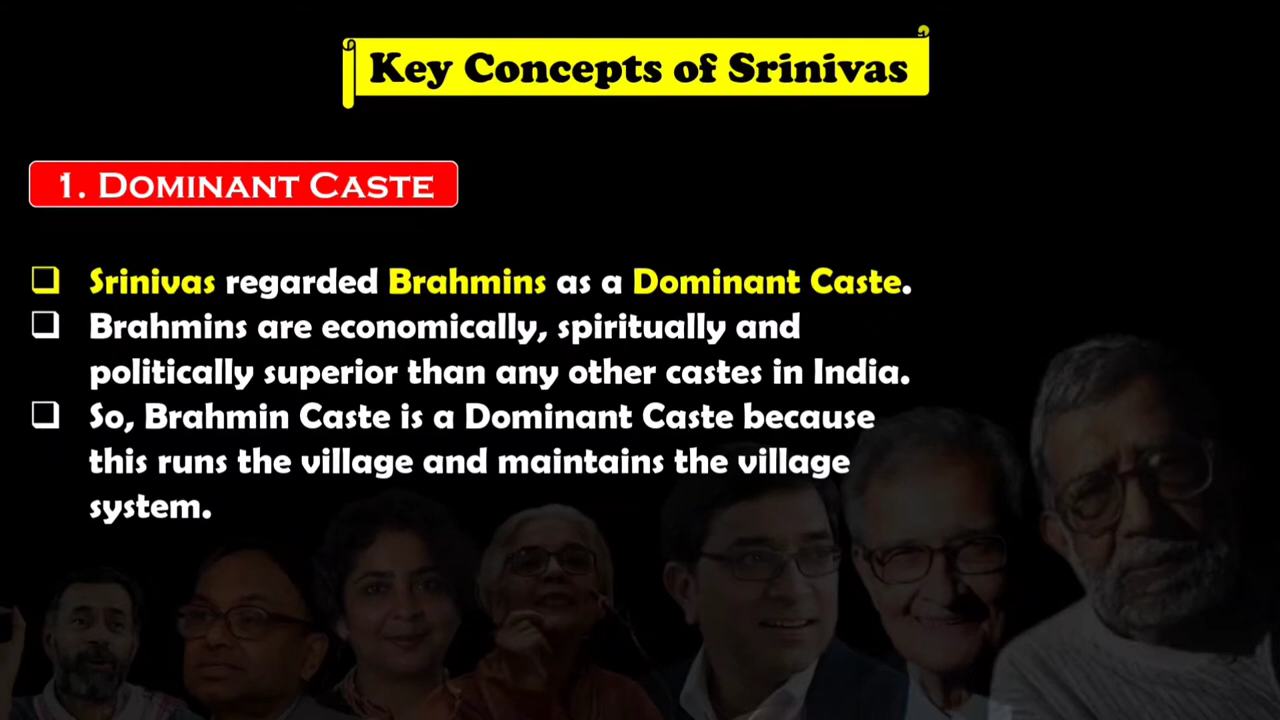 Key Concepts of Srinivas
1. DOMINANT CASTE
❑ Srinivas regarded Brahmins as a Dominant Caste.
❑ Brahmins are economically, spiritually and
politically superior than any other castes in India.
❑ So, Brahmin Caste is a Dominant Caste because
this runs the village and maintains the village
system.